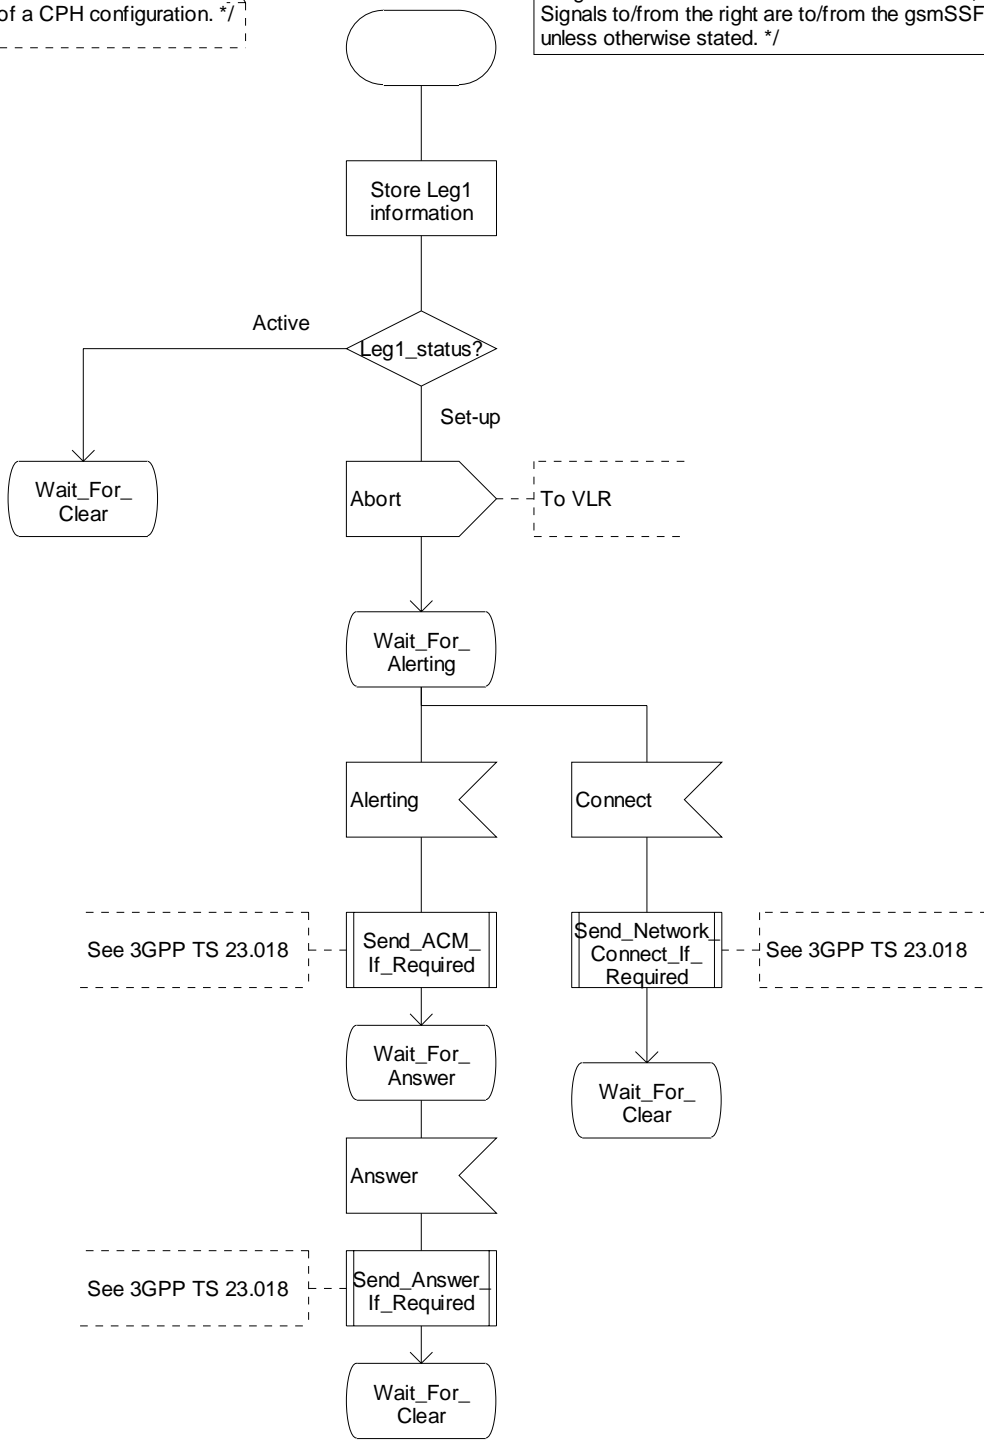 of a CPH configuration. */
Signals to/from the right are to/from the gsmSSF
unless otherwise stated. */
Store Leg1
information
Active
Leg1_status?
Set-up
Wait_For_
Clear
Abort
To VLR
Wait_For_
Alerting
Alerting
Connect
See 3GPP TS 23.018
Send_ACM_
If_Required
Send_Network_
Connect_If_
Required
See 3GPP TS 23.018
Wait_For_
Answer
Wait_For_
Clear
Answer
See 3GPP TS 23.018
Send_Answer_
If_Required
Wait_For_
Clear